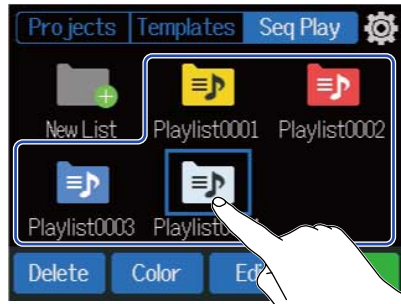 Projects Templates Seq Play
New List Playlist0001 Playlist0002
Playlist0003
Delete Color